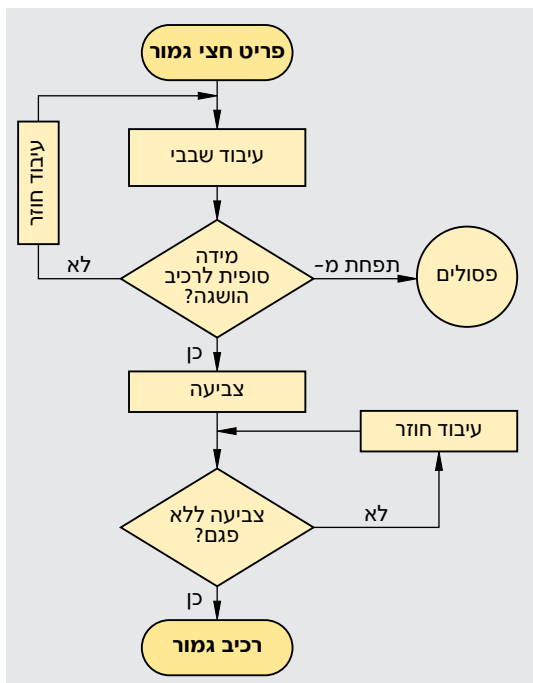 פריט חצי גמור
עיבוד שבבי
עיבוד חוזר
מידה
סופית לרכיב
הושגה?
לא
תפחת מ-
פסולים
כן
צביעה
עיבוד חוזר
צביעה ללא
פגם?
לא
כן
רכיב גמור